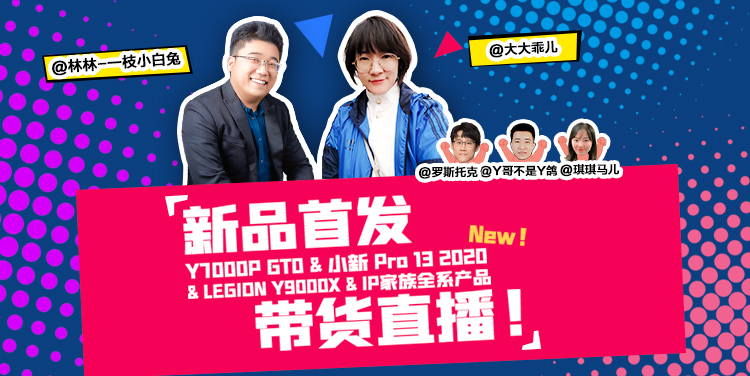 @林林一一枝小白兔
@大大乖儿
@罗斯托克 @Y哥不是Y鸽 @琪琪马儿
「新品首发
New！
Y7000P GTO & 小新 Pro 13 2020
& LEGION Y9000X & IP家族全系产品
带货直播！」